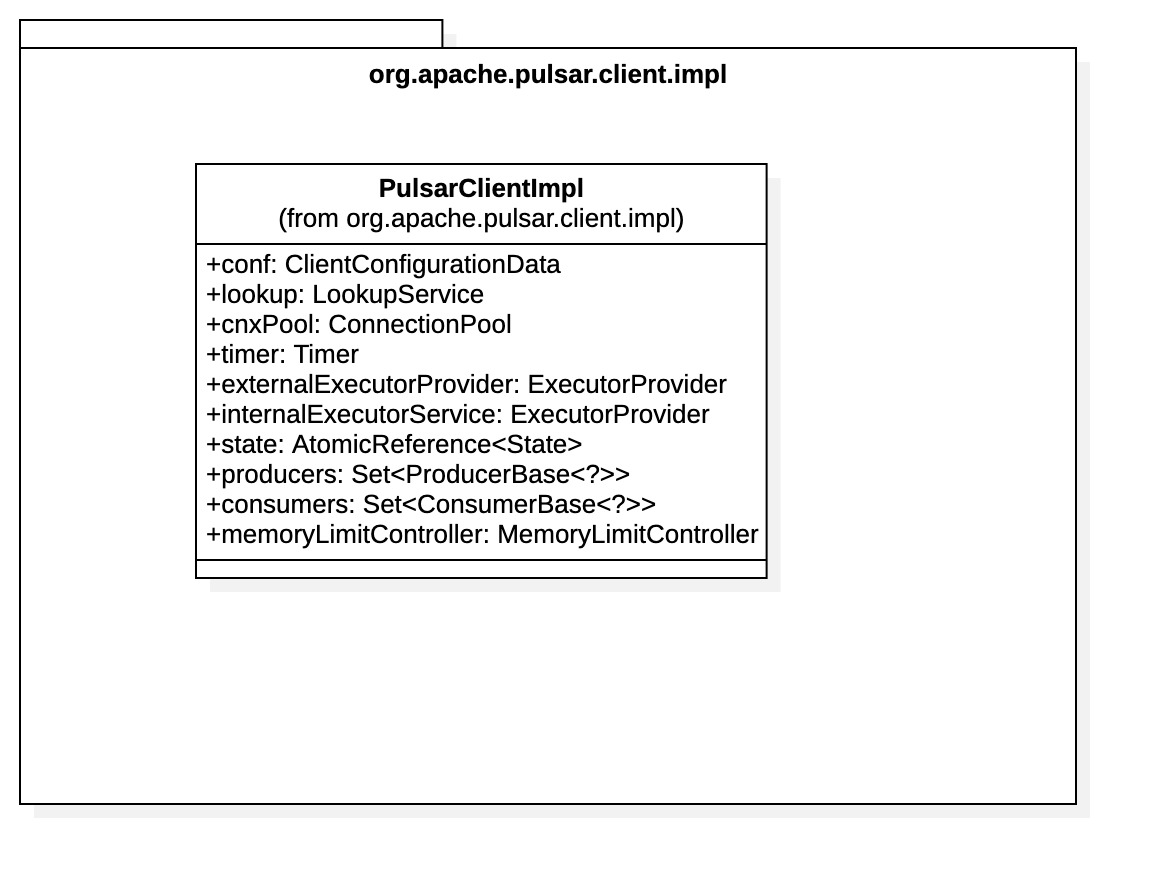 org.apache.pulsar.client.impl
PulsarClientImpl
(from org.apache.pulsar.client.impl)
+conf: ClientConfigurationData
+lookup: LookupService
+cnxPool: ConnectionPool
+timer: Timer
+externalExecutorProvider: ExecutorProvider
+internalExecutorService: ExecutorProvider
+state: AtomicReference<State>
+producers: Set<ProducerBase<?>>
+consumers: Set<ConsumerBase<?>>
+memoryLimitController: MemoryLimitController